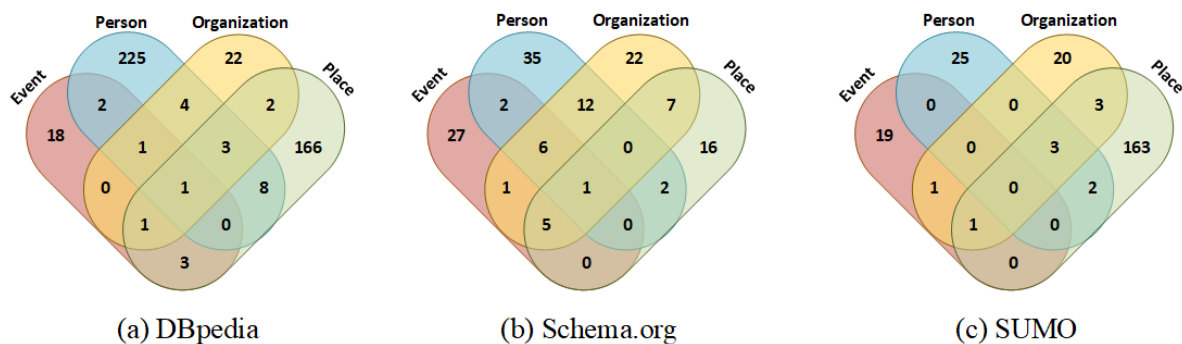 Person Organization
Event 225 22 Place
2 4 2
18 1 3 166
0 1 8
1 0
3
(a) DBpedia
Person Organization
Event 35 22 Place
2 12 7
27 6 0 16
1 1 2
5 0
0
(b) Schema.org
Person Organization
Event 25 20 Place
0 0 3
19 0 3 163
1 0 2
1 0
0
(c) SUMO